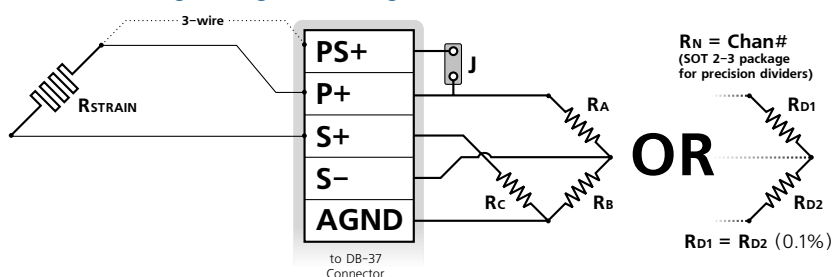 3-wire
PS+
P+
S+
S−
AGND
RSTRAIN
J
RA
RC
RB
to DB-37
Connector
OR
RN = Chan#
(SOT 2-3 package
for precision dividers)
RD1
RD2
RD1 = RD2 (0.1%)